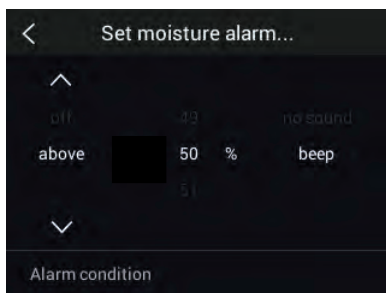 Set moisture alarm...
off 49 no sound
above 50 % beep
51
Alarm condition